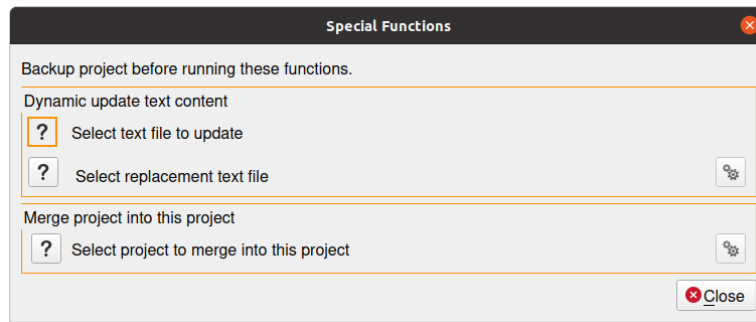 Special Functions
Backup project before running these functions.
Dynamic update text content
? Select text file to update
? Select replacement text file
Merge project into this project
? Select project to merge into this project
Close